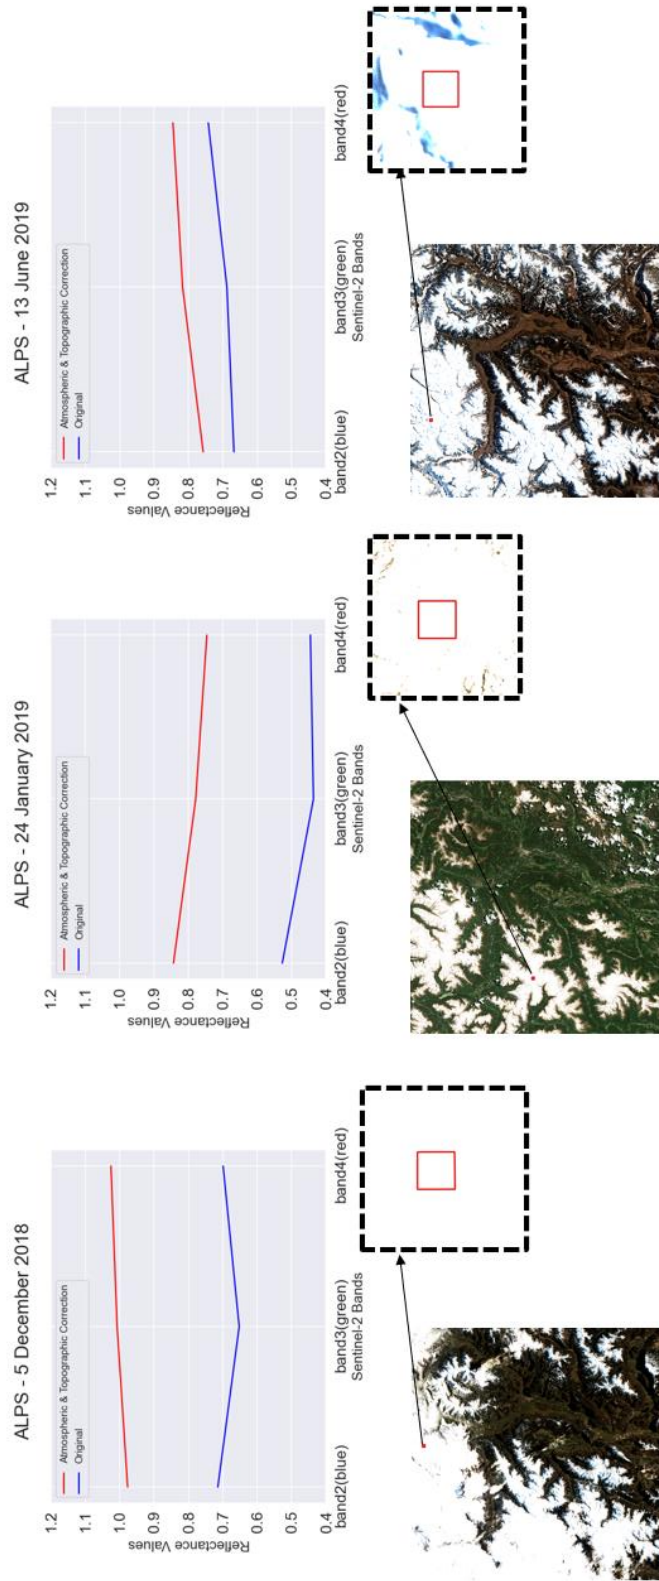 ALPS - 5 December 2018
Atmospheric & Topographic Correction
Original
Reflectance Values
1.2
1.1
1.0
0.9
0.8
0.7
0.6
0.5
0.4
band2(blue) band3(green) band4(red)
Sentinel-2 Bands
ALPS - 24 January 2019
Atmospheric & Topographic Correction
Original
Reflectance Values
1.2
1.1
1.0
0.9
0.8
0.7
0.6
0.5
0.4
band2(blue) band3(green) band4(red)
Sentinel-2 Bands
ALPS - 13 June 2019
Atmospheric & Topographic Correction
Original
Reflectance Values
1.2
1.1
1.0
0.9
0.8
0.7
0.6
0.5
0.4
band2(blue) band3(green) band4(red)
Sentinel-2 Bands